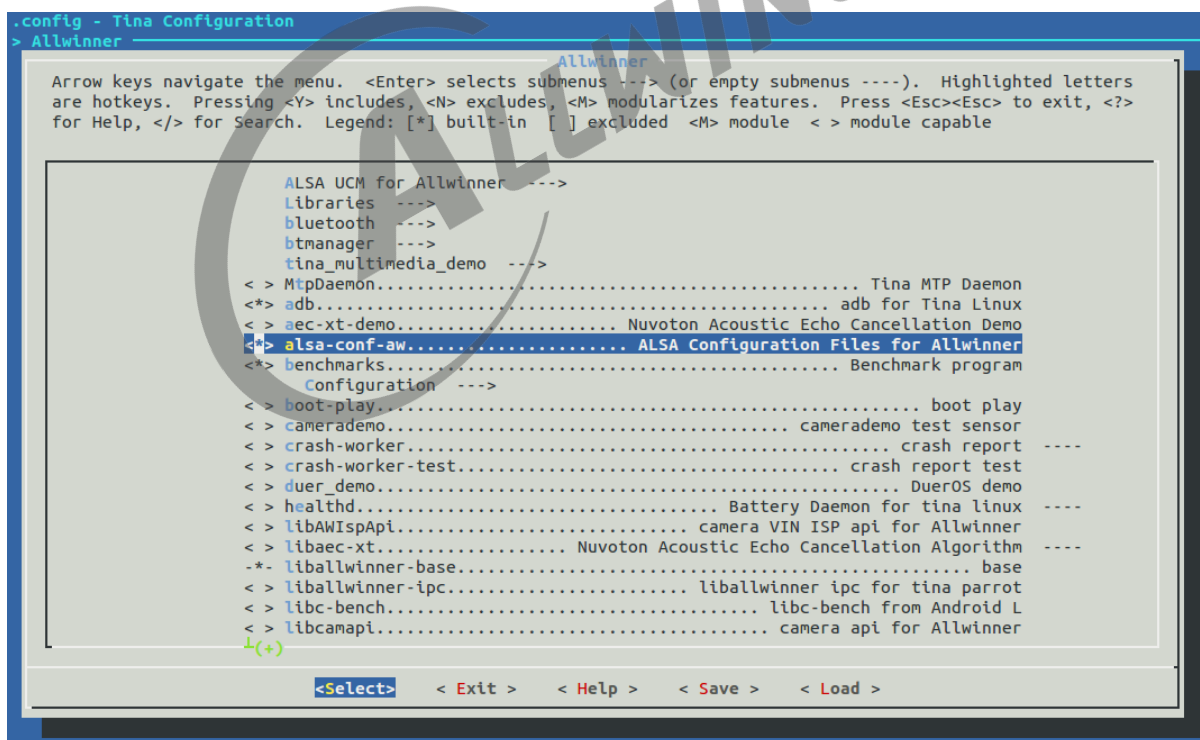 .config - Tina Configuration
> Allwinner
Allwinner
Arrow keys navigate the menu.  <Enter> selects submenus ---> (or empty submenus ----).  Highlighted letters
are hotkeys.  Pressing <Y> includes, <N> excludes, <M> modularizes features.  Press <Esc><Esc> to exit, <?>
for Help, </> for Search.  Legend: [*] built-in  [ ] excluded  <M> module  < > module capable
ALSA UCM for Allwinner  --->
Libraries  --->
bluetooth  --->
btmanager  --->
tina_multimedia_demo  --->
< > MtpDaemon................................................ Tina MTP Daemon
<*> adb................................................... adb for Tina Linux
< > aec-xt-demo...................... Nuvoton Acoustic Echo Cancellation Demo
<*> alsa-conf-aw...................... ALSA Configuration Files for Allwinner
<*> benchmarks............................................. Benchmark program
Configuration  --->
< > boot-play...................................................... boot play
< > camerademo........................................ camerademo test sensor
< > crash-worker................................................ crash report  ----
< > crash-worker-test...................................... crash report test
< > duer_demo.................................................... DuerOS demo
< > healthd................................. Battery Daemon for tina linux  ----
< > libAWIspApi............................. camera VIN ISP api for Allwinner
< > libaec-xt................... Nuvoton Acoustic Echo Cancellation Algorithm  ----
-*- liballwinner-base................................................... base
< > liballwinner-ipc........................ liballwinner ipc for tina parrot
< > libc-bench..................................... libc-bench from Android L
< > libcamapi....................................... camera api for Allwinner
(+)
<Select>    < Exit >    < Help >    < Save >    < Load >